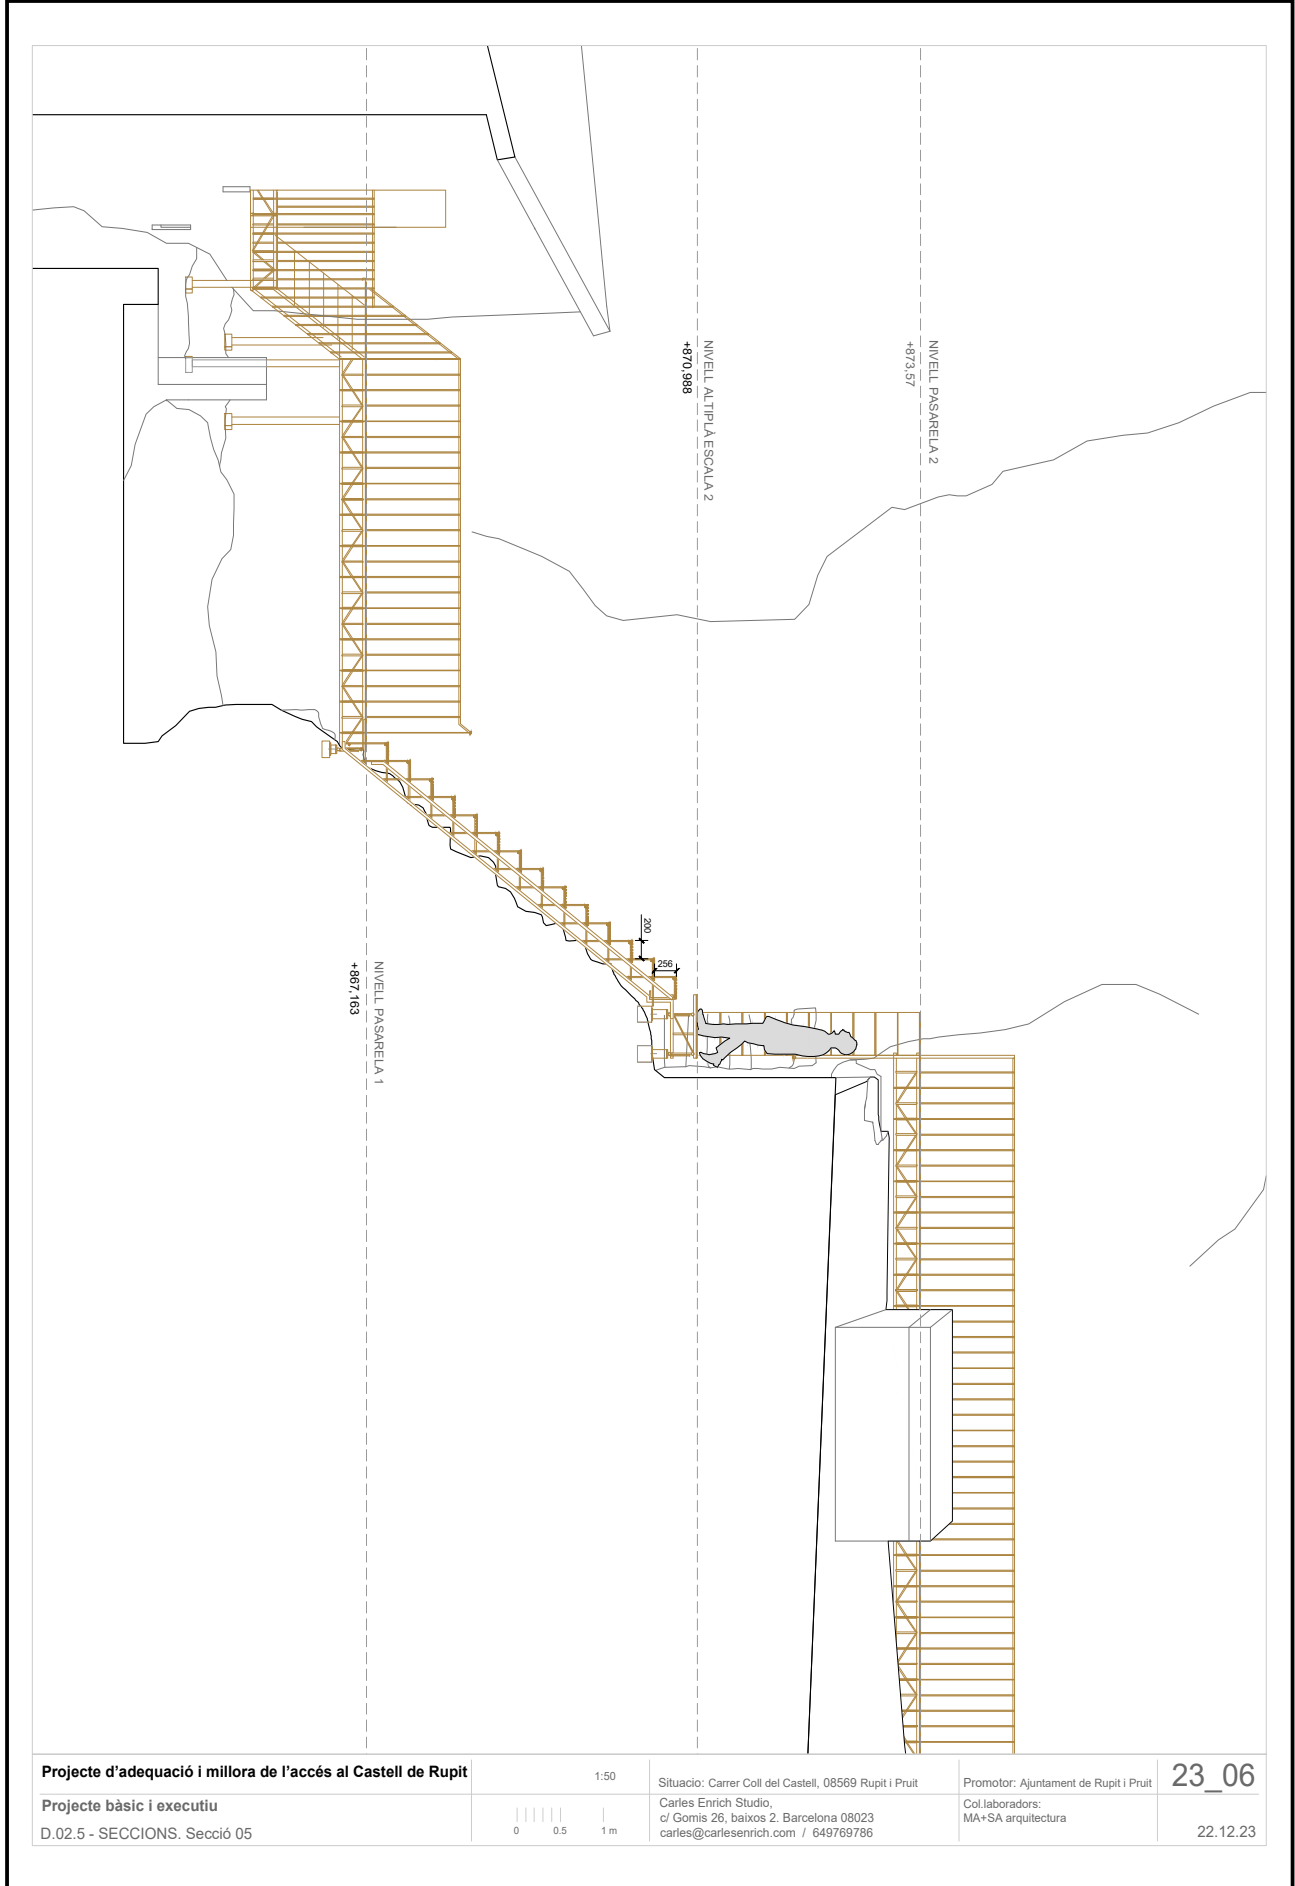 NIVELL PASARELA 2
+873,57
NIVELL ALTIPLÀ ESCALA 2
+870,988
NIVELL PASARELA 1
+867,163
200
256
Projecte d'adequació i millora de l'accés al Castell de Rupit
Projecte bàsic i executiu
D.02.5 - SECCIONS. Secció 05
1:50
0 0.5 1 m
Situacio: Carrer Coll del Castell, 08569 Rupit i Pruit
Carles Enrich Studio,
c/ Gomis 26, baixos 2. Barcelona 08023
carles@carlesenrich.com / 649769786
Promotor: Ajuntament de Rupit i Pruit
Col.laboradors:
MA+SA arquitectura
23_06
22.12.23